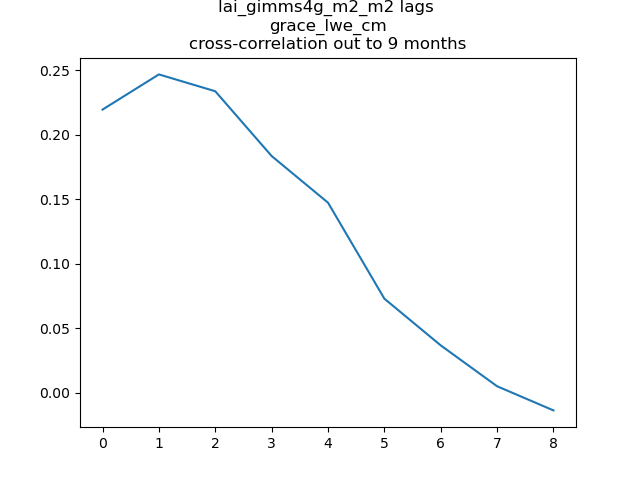 lai_gimms4g_m2_m2 lags
grace_lwe_cm
cross-correlation out to 9 months
0.25
0.20
0.15
0.10
0.05
0.00
0 1 2 3 4 5 6 7 8